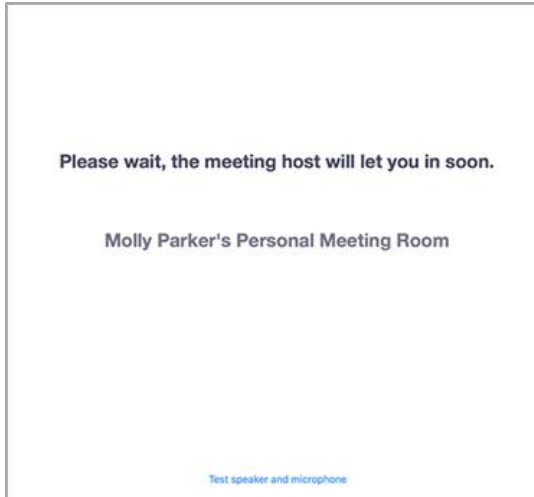 Please wait, the meeting host will let you in soon.
Molly Parker's Personal Meeting Room
Test speaker and microphone